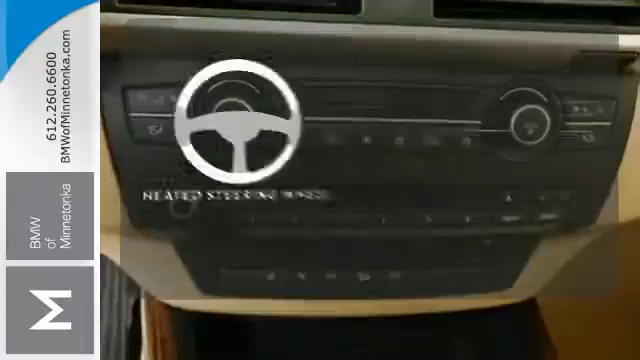 612.260.6600
BMWofMinnetonka.com
BMW
of
Minnetonka
M
HEATED STEERING WHEEL